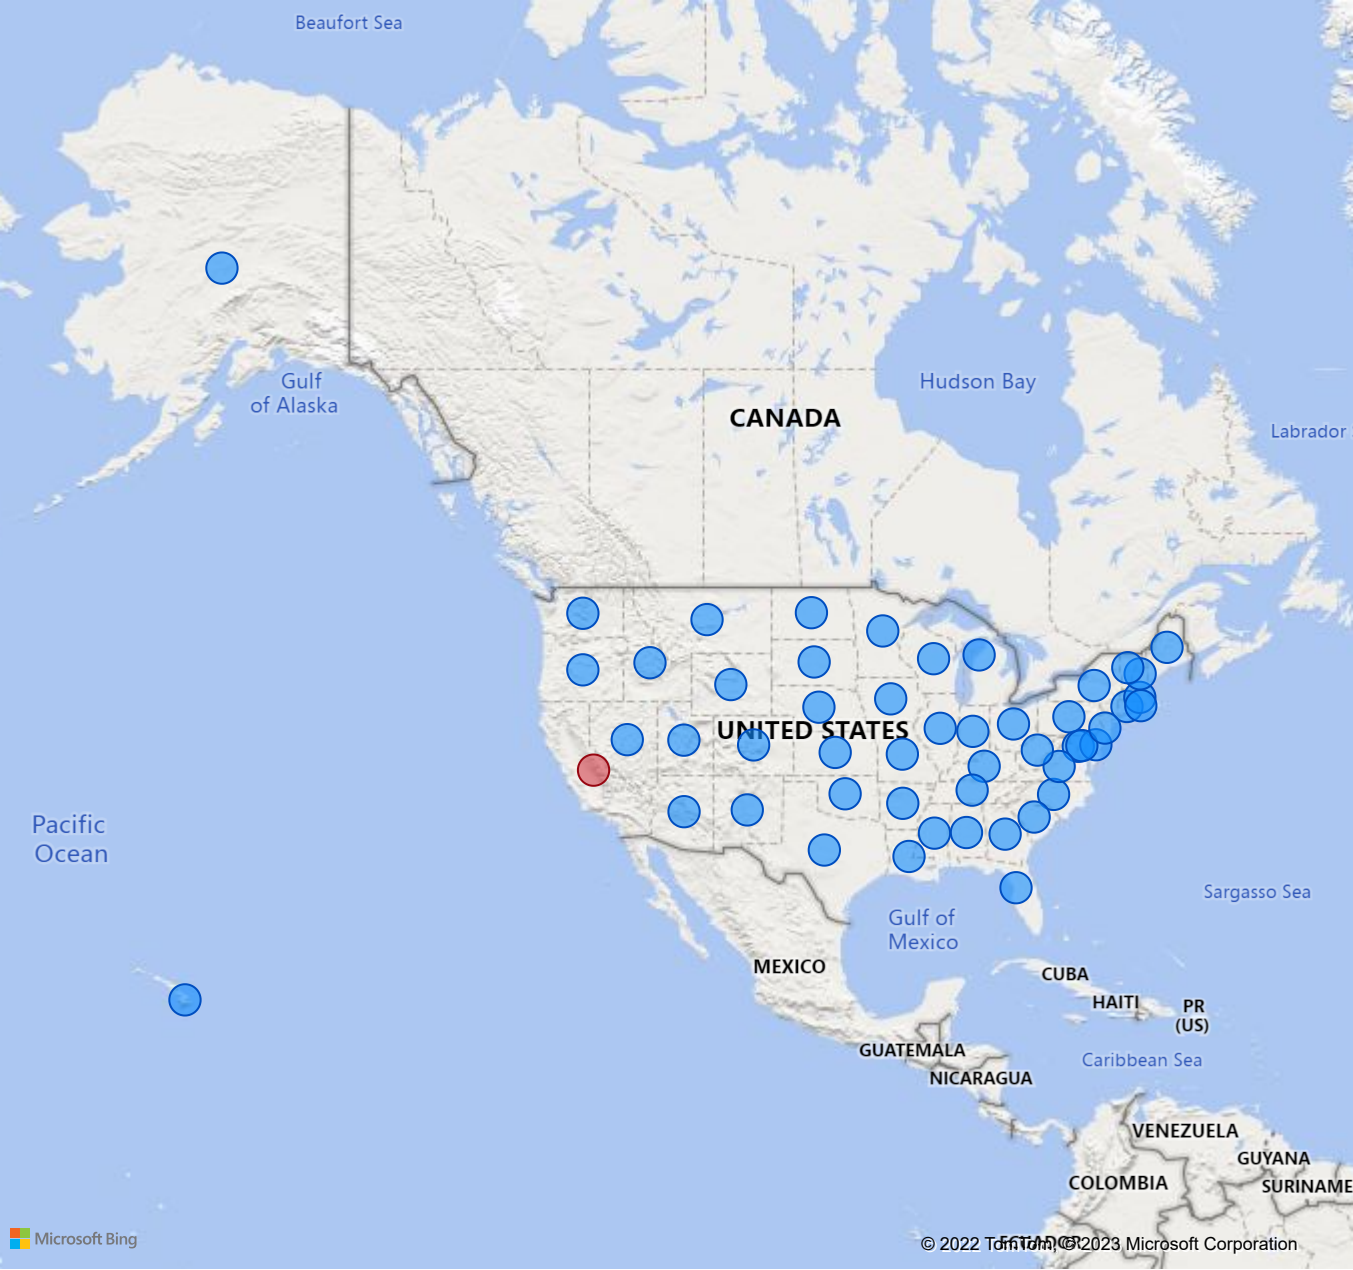 Beaufort Sea
Gulf
of Alaska
Hudson Bay
CANADA
Labrador
UNITED STATES
Pacific
Ocean
Sargasso Sea
Gulf of
Mexico
MEXICO
CUBA
HAITI
PR
(US)
GUATEMALA
Caribbean Sea
NICARAGUA
VENEZUELA
GUYANA
COLOMBIA
SURINAME
ECUADOR
Microsoft Bing
© 2022 TomTom, © 2023 Microsoft Corporation